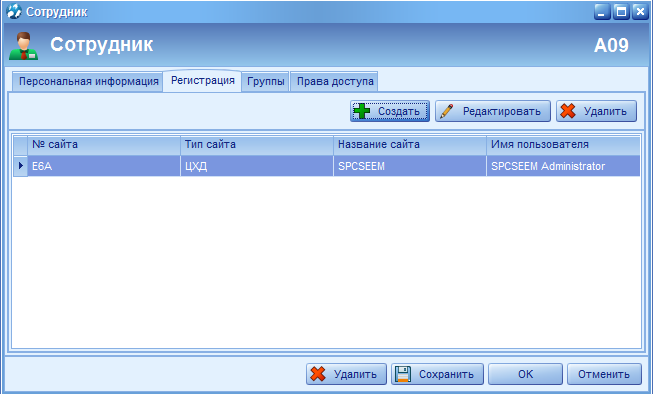 Сотрудник
Сотрудник A09
Персональная информация Регистрация Группы Права доступа
Создать Редактировать Удалить
№ сайта Тип сайта Название сайта Имя пользователя
E6A ЦХД SPCSEEM SPCSEEM Administrator
Удалить Сохранить OK Отменить